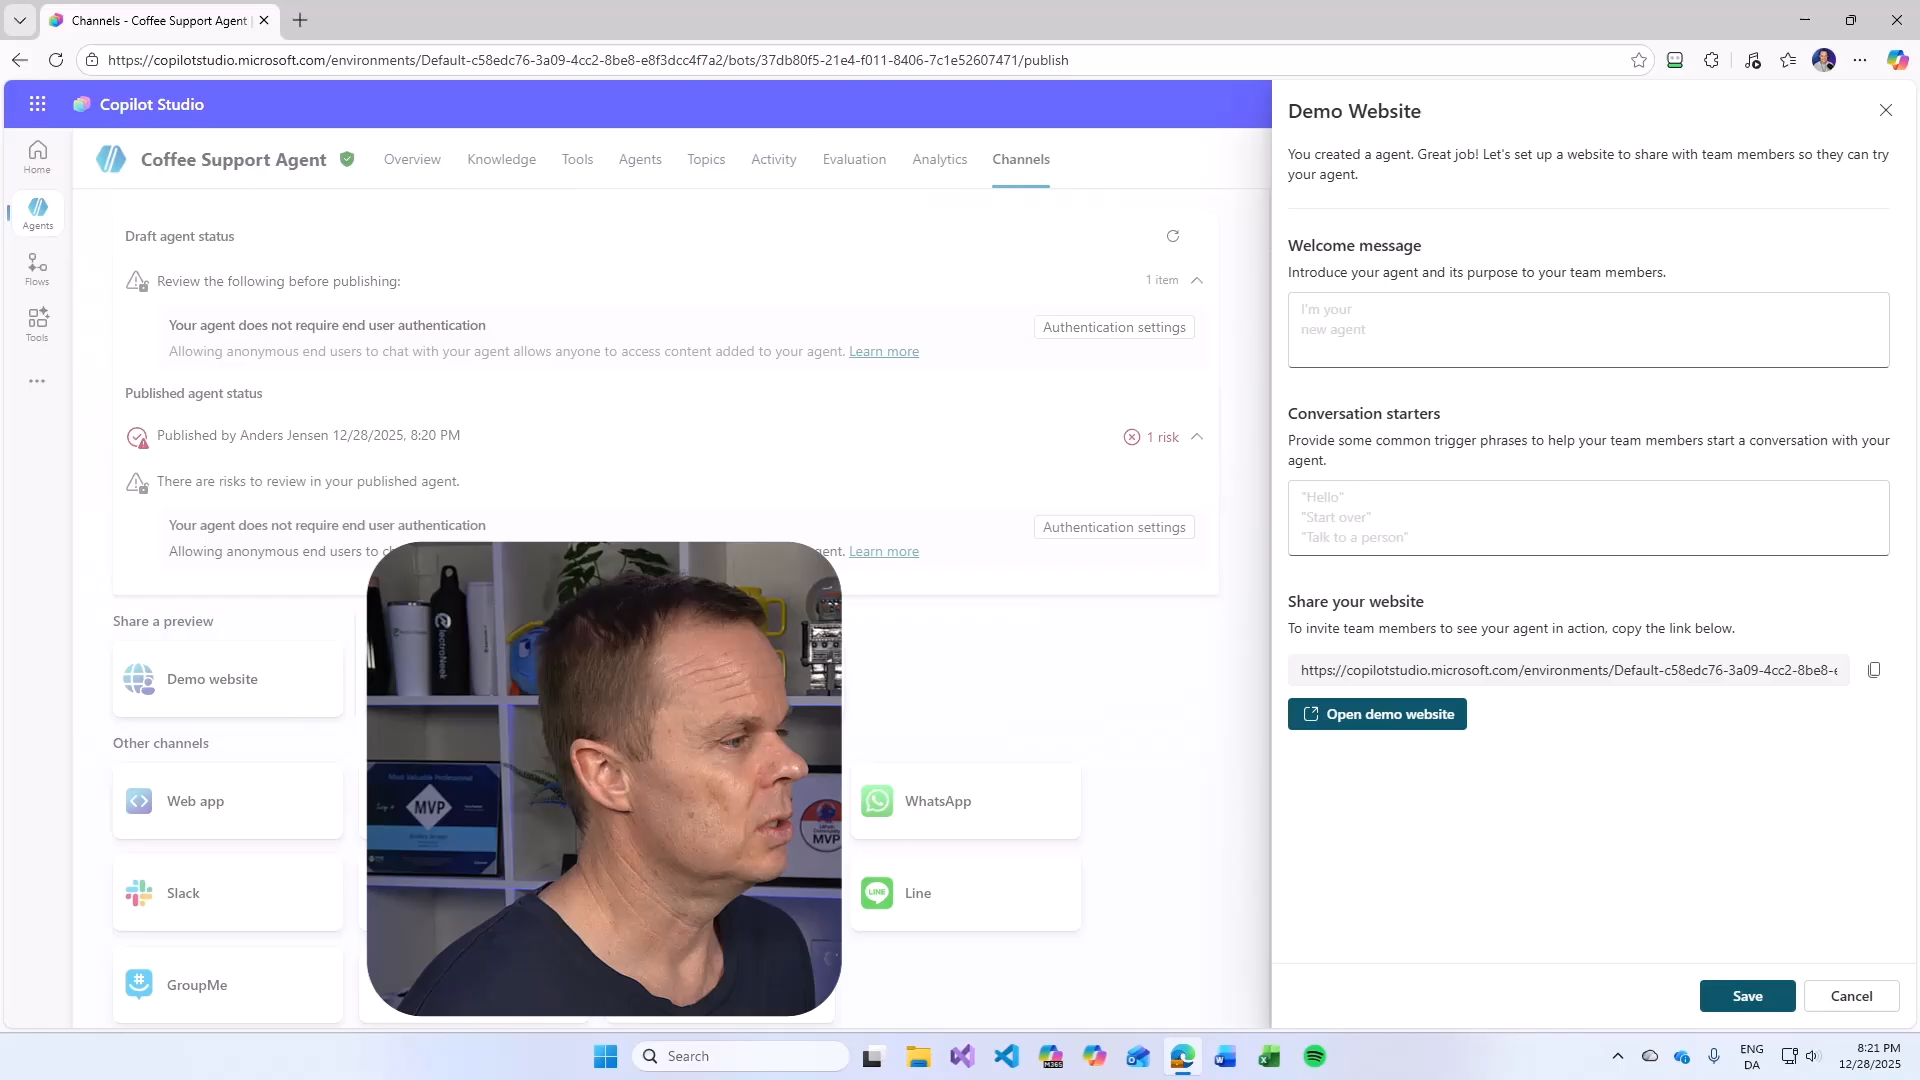 Channels - Coffee Support Agent
https://copilotstudio.microsoft.com/environments/Default-c58edc76-3a09-4cc2-8be8-e8f3dcc4f7a2/bots/37db80f5-21e4-f011-8406-7c1e52607471/publish
Copilot Studio
Home
Agents
Flows
Tools
Coffee Support Agent
Overview
Knowledge
Tools
Agents
Topics
Activity
Evaluation
Analytics
Channels
Draft agent status
Review the following before publishing:
1 item
Your agent does not require end user authentication
Authentication settings
Allowing anonymous end users to chat with your agent allows anyone to access content added to your agent. Learn more
Published agent status
Published by Anders Jensen 12/28/2025, 8:20 PM
1 risk
There are risks to review in your published agent.
Your agent does not require end user authentication
Authentication settings
Allowing anonymous end users to
Learn more
Share a preview
Demo website
Other channels
Web app
WhatsApp
Slack
Line
LINE
GroupMe
lectroNeek
Most Valuable Professional
MVP
MVP
Demo Website
You created a agent. Great job! Let's set up a website to share with team members so they can try
your agent.
Welcome message
Introduce your agent and its purpose to your team members.
I'm your
new agent
Conversation starters
Provide some common trigger phrases to help your team members start a conversation with your
agent.
"Hello"
"Start over"
"Talk to a person"
Share your website
To invite team members to see your agent in action, copy the link below.
https://copilotstudio.microsoft.com/environments/Default-c58edc76-3a09-4cc2-8be8-e
Open demo website
Save
Cancel
Search
M365
ENG
DA
8:21 PM
12/28/2025